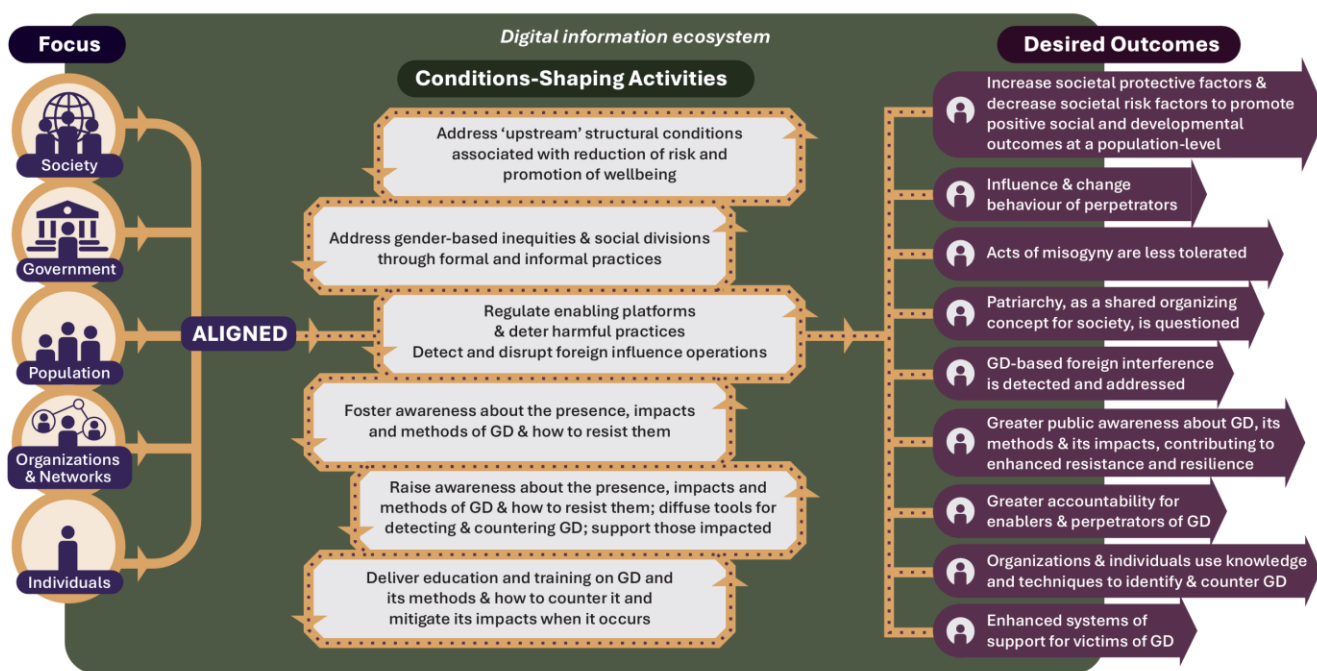 Focus
Society
Government
Population
Organizations
& Networks
Individuals
ALIGNED
Digital information ecosystem
Conditions-Shaping Activities
Address ‘upstream’ structural conditions
associated with reduction of risk and
promotion of wellbeing
Address gender-based inequities & social divisions
through formal and informal practices
Regulate enabling platforms
& deter harmful practices
Detect and disrupt foreign influence operations
Foster awareness about the presence, impacts
and methods of GD & how to resist them
Raise awareness about the presence, impacts and
methods of GD & how to resist them; diffuse tools for
detecting & countering GD; support those impacted
Deliver education and training on GD and
its methods & how to counter it and
mitigate its impacts when it occurs
Desired Outcomes
Increase societal protective factors &
decrease societal risk factors to promote
positive social and developmental
outcomes at a population-level
Influence & change
behaviour of perpetrators
Acts of misogyny are less tolerated
Patriarchy, as a shared organizing
concept for society, is questioned
GD-based foreign interference
is detected and addressed
Greater public awareness about GD, its
methods & its impacts, contributing to
enhanced resistance and resilience
Greater accountability for
enablers & perpetrators of GD
Organizations & individuals use knowledge
and techniques to identify & counter GD
Enhanced systems of
support for victims of GD